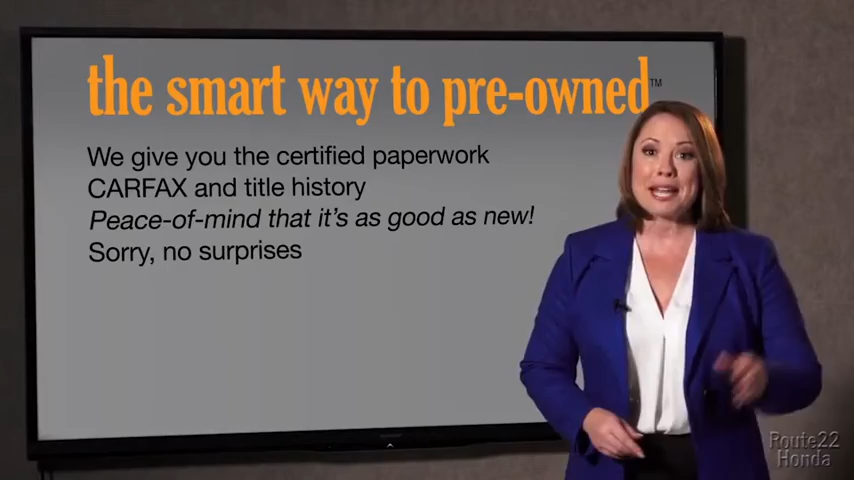 the smart way to pre-owned™
We give you the certified paperwork
CARFAX and title history
Peace-of-mind that it's as good as new!
Sorry, no surprises
Route22
Honda